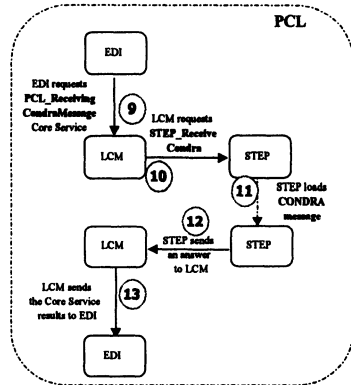 PCL
EDI
EDI requests
PCL_Receiving
CondraMessage
Core Service
9
LCM requests
STEP_Receive
Condra
LCM
10
STEP
11
STEP loads
CONDRA
message
12
LCM
STEP sends
an answer
to LCM
STEP
13
LCM sends
the Core Service
results to EDI
EDI